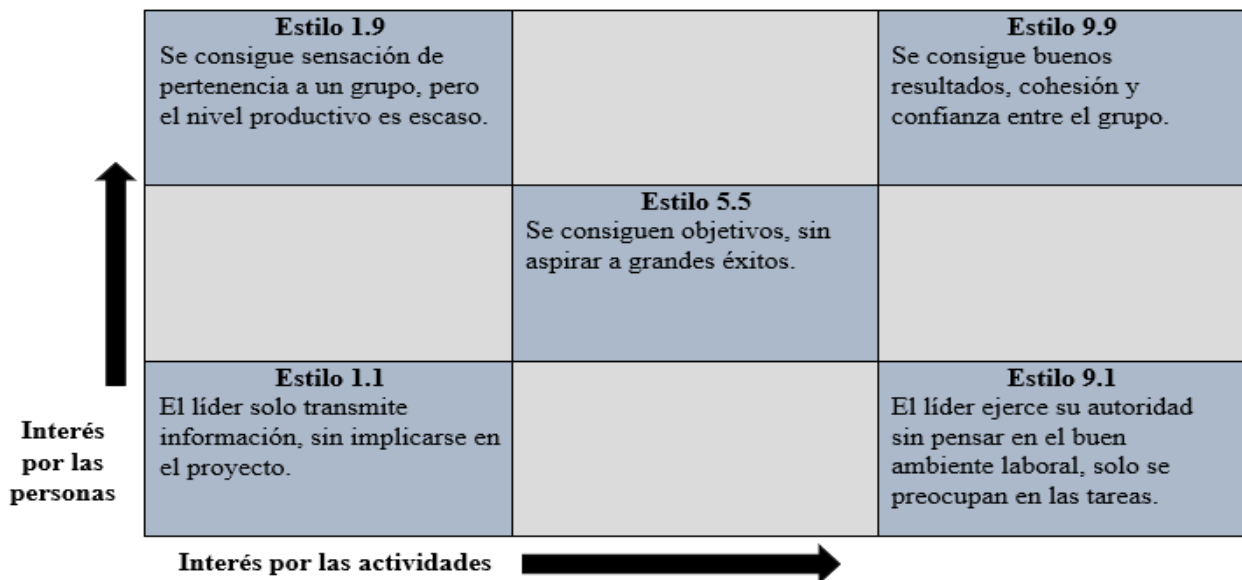 Estilo 1.9
Se consigue sensación de
pertenencia a un grupo, pero
el nivel productivo es escaso.
Estilo 9.9
Se consigue buenos
resultados, cohesión y
confianza entre el grupo.
Estilo 5.5
Se consiguen objetivos, sin
aspirar a grandes éxitos.
Estilo 1.1
El líder solo transmite
información, sin implicarse en
el proyecto.
Estilo 9.1
El líder ejerce su autoridad
sin pensar en el buen
ambiente laboral, solo se
preocupan en las tareas.
Interés
por las
personas
Interés por las actividades